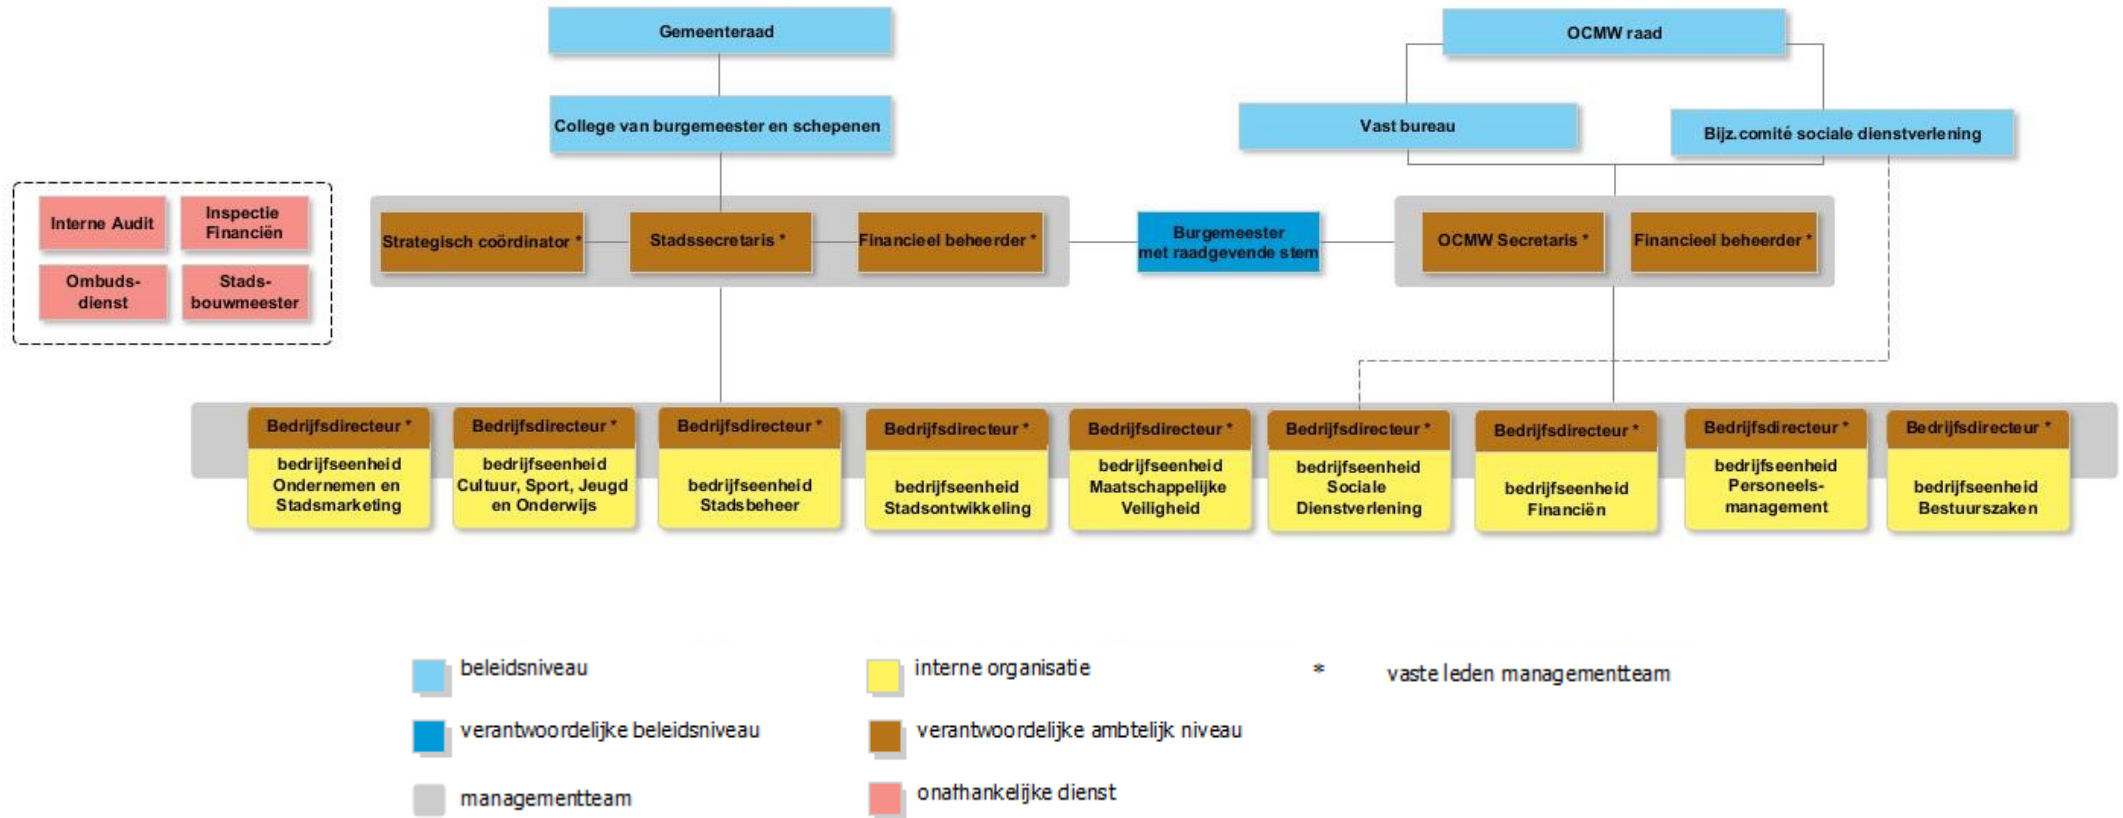 Gemeenteraad
OCMW raad
College van burgemeester en schepenen
Vast bureau
Bijz.comité sociale dienstverlening
Interne Audit
Inspectie
Financiën
Ombuds-
dienst
Stads-
bouwmeester
Strategisch coördinator *
Stadssecretaris *
Financieel beheerder *
Burgemeester
met raadgevende stem
OCMW Secretaris *
Financieel beheerder *
Bedrijfsdirecteur *
bedrijfseenheid
Ondernemen en
Stadsmarketing
Bedrijfsdirecteur *
bedrijfseenheid
Cultuur, Sport, Jeugd
en Onderwijs
Bedrijfsdirecteur *
bedrijfseenheid
Stadsbeheer
Bedrijfsdirecteur *
bedrijfseenheid
Stadsontwikkeling
Bedrijfsdirecteur *
bedrijfseenheid
Maatschappelijke
Veiligheid
Bedrijfsdirecteur *
bedrijfseenheid
Sociale
Dienstverlening
Bedrijfsdirecteur *
bedrijfseenheid
Financiën
Bedrijfsdirecteur *
bedrijfseenheid
Personeels-
management
Bedrijfsdirecteur *
bedrijfseenheid
Bestuurszaken
beleidsniveau
interne organisatie
* vaste leden managementteam
verantwoordelijke beleidsniveau
verantwoordelijke ambtelijk niveau
managementteam
onafhankelijke dienst